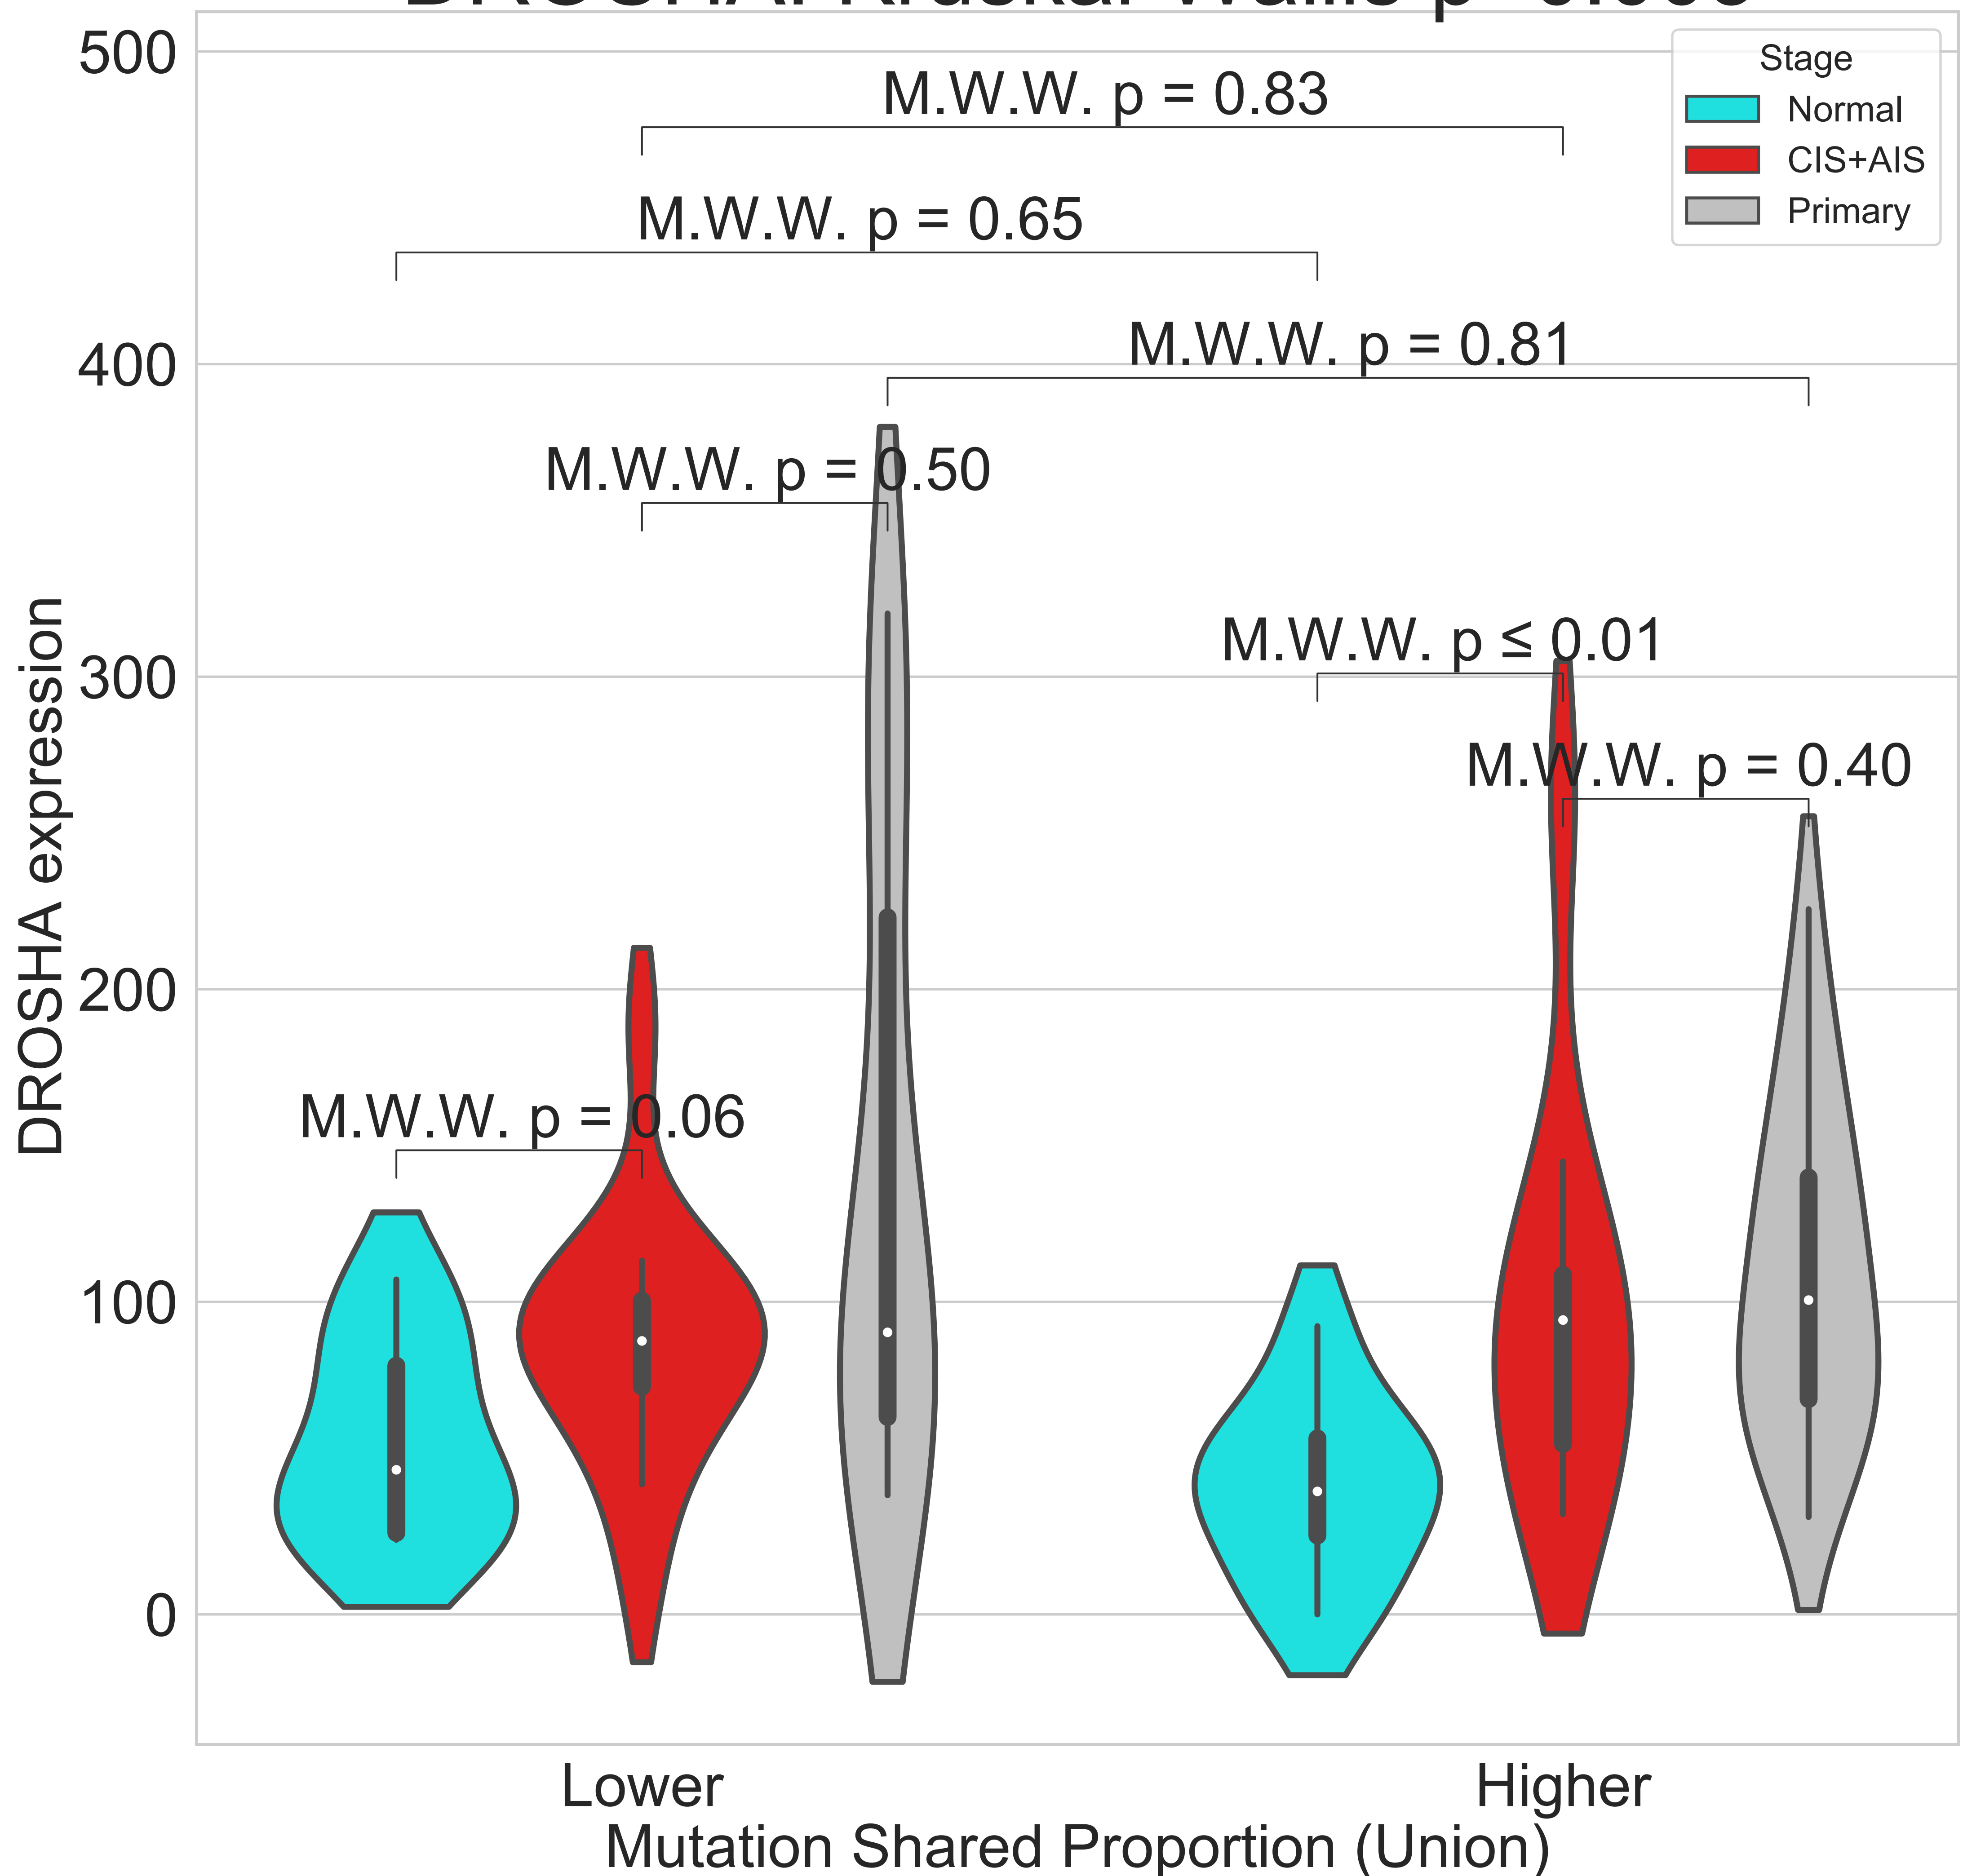 500
Stage
Normal
CIS+AIS
Primary
M.W.W. p = 0.83
M.W.W. p = 0.65
400
M.W.W. p = 0.81
M.W.W. p = 0.50
300
M.W.W. p ≤ 0.01
M.W.W. p = 0.40
200
M.W.W. p = 0.06
100
0
DROSHA expression
Lower
Higher
Mutation Shared Proportion (Union)